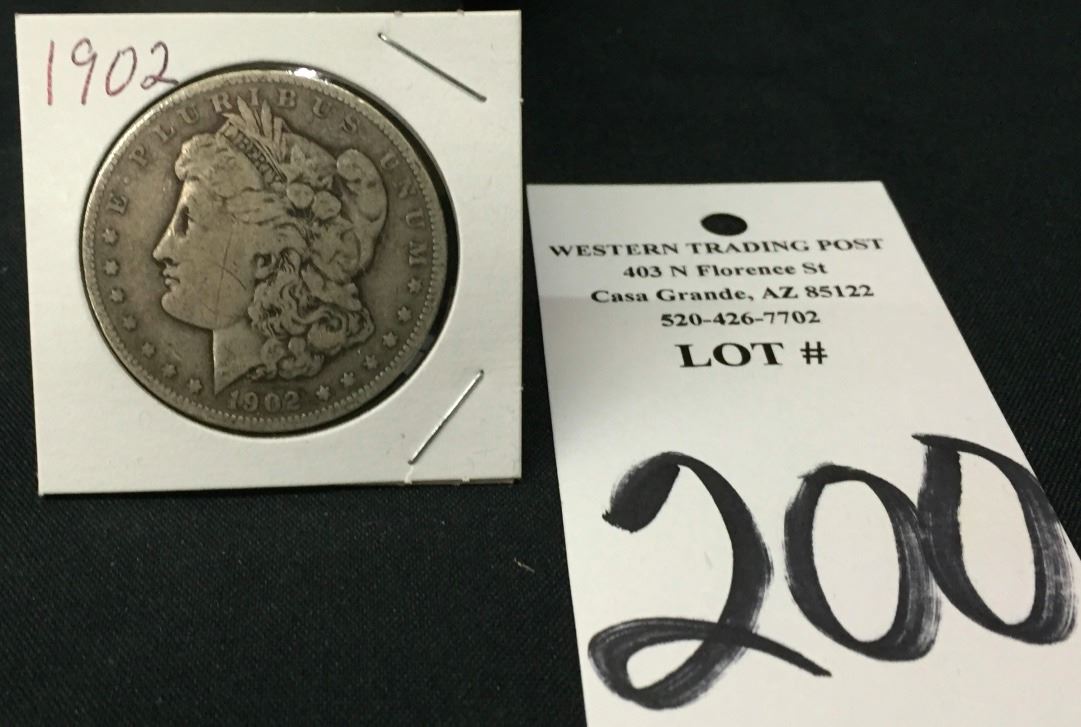 1902
E·PLURIBUS UNUM
LIBERTY
1902
WESTERN TRADING POST
403 N Florence St
Casa Grande, AZ 85122
520-426-7702
LOT #
200